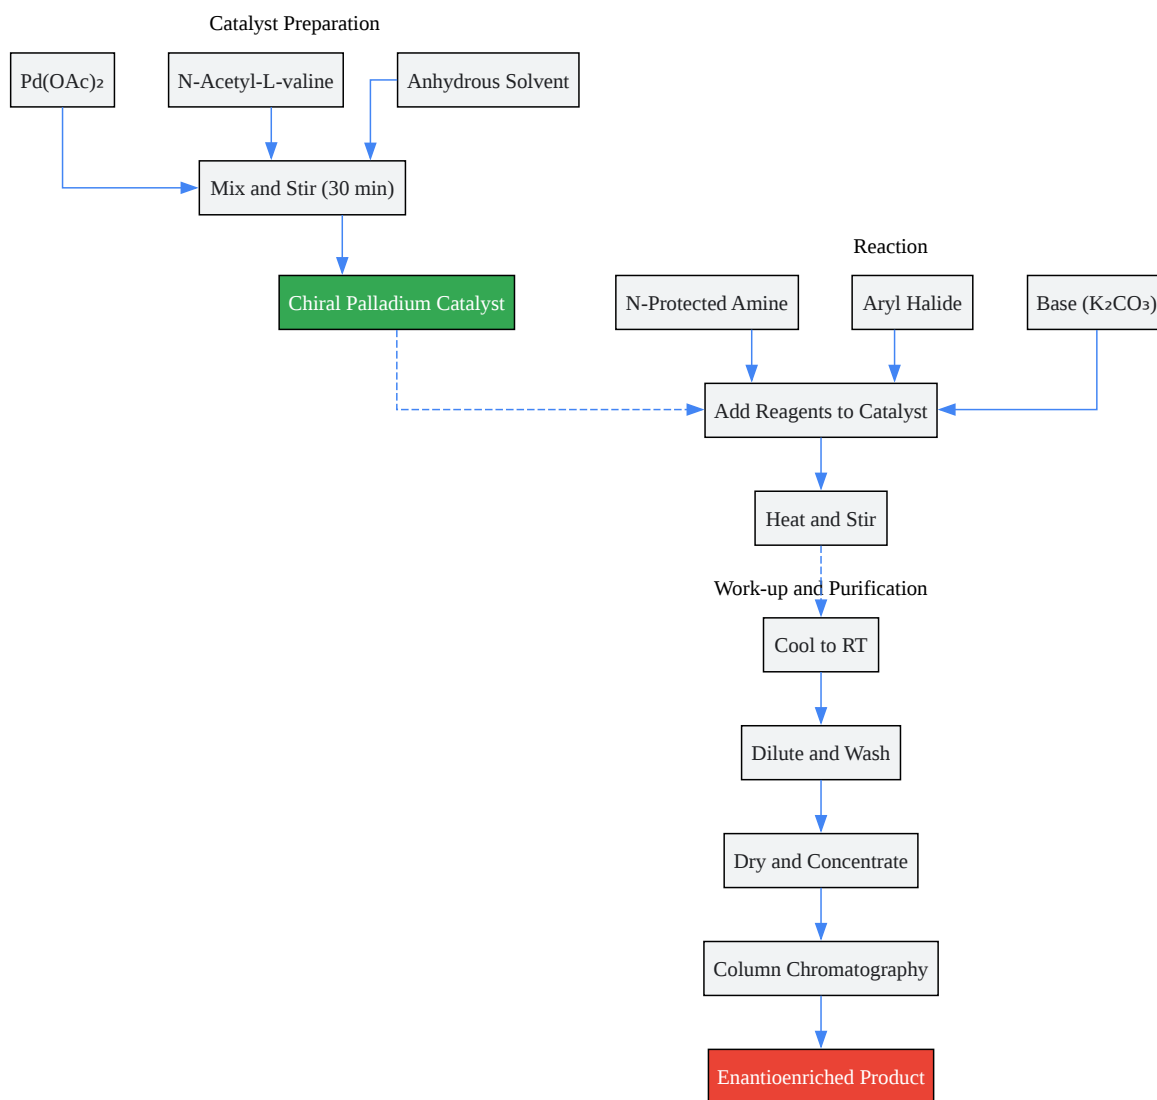 Catalyst Preparation
Pd(OAc)₂
N-Acetyl-L-valine
Anhydrous Solvent
Mix and Stir (30 min)
Chiral Palladium Catalyst
Reaction
N-Protected Amine
Aryl Halide
Base (K₂CO₃)
Add Reagents to Catalyst
Heat and Stir
Work-up and Purification
Cool to RT
Dilute and Wash
Dry and Concentrate
Column Chromatography
Enantioenriched Product